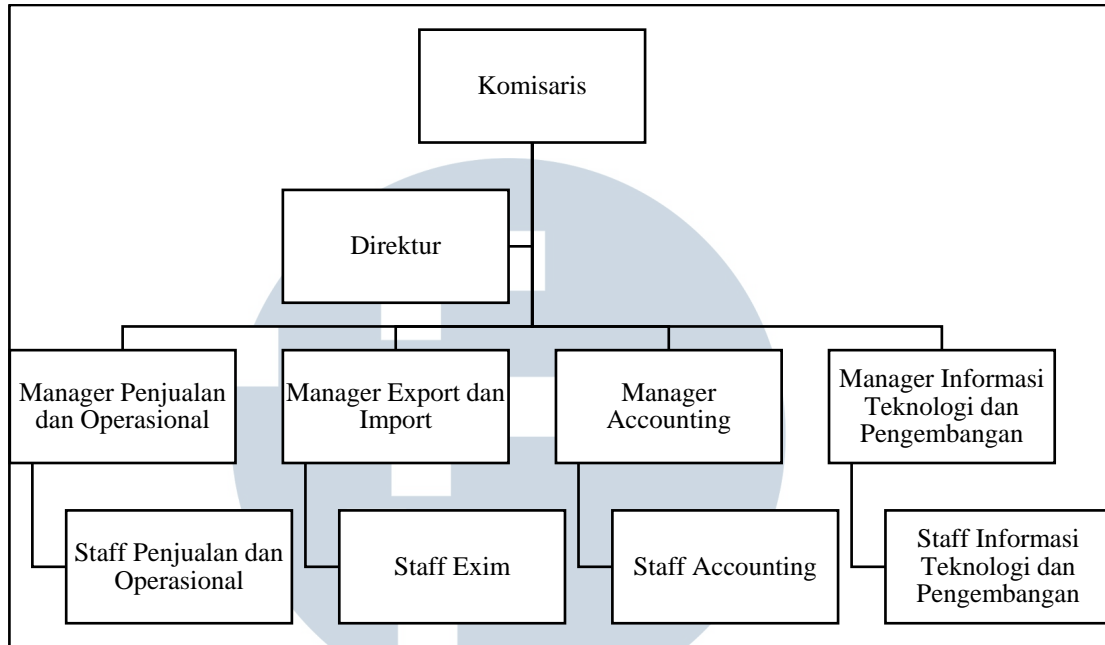 Komisaris
Direktur
Manager Penjualan
dan Operasional
Manager Export dan
Import
Manager
Accounting
Manager Informasi
Teknologi dan
Pengembangan
Staff Penjualan dan
Operasional
Staff Exim
Staff Accounting
Staff Informasi
Teknologi dan
Pengembangan